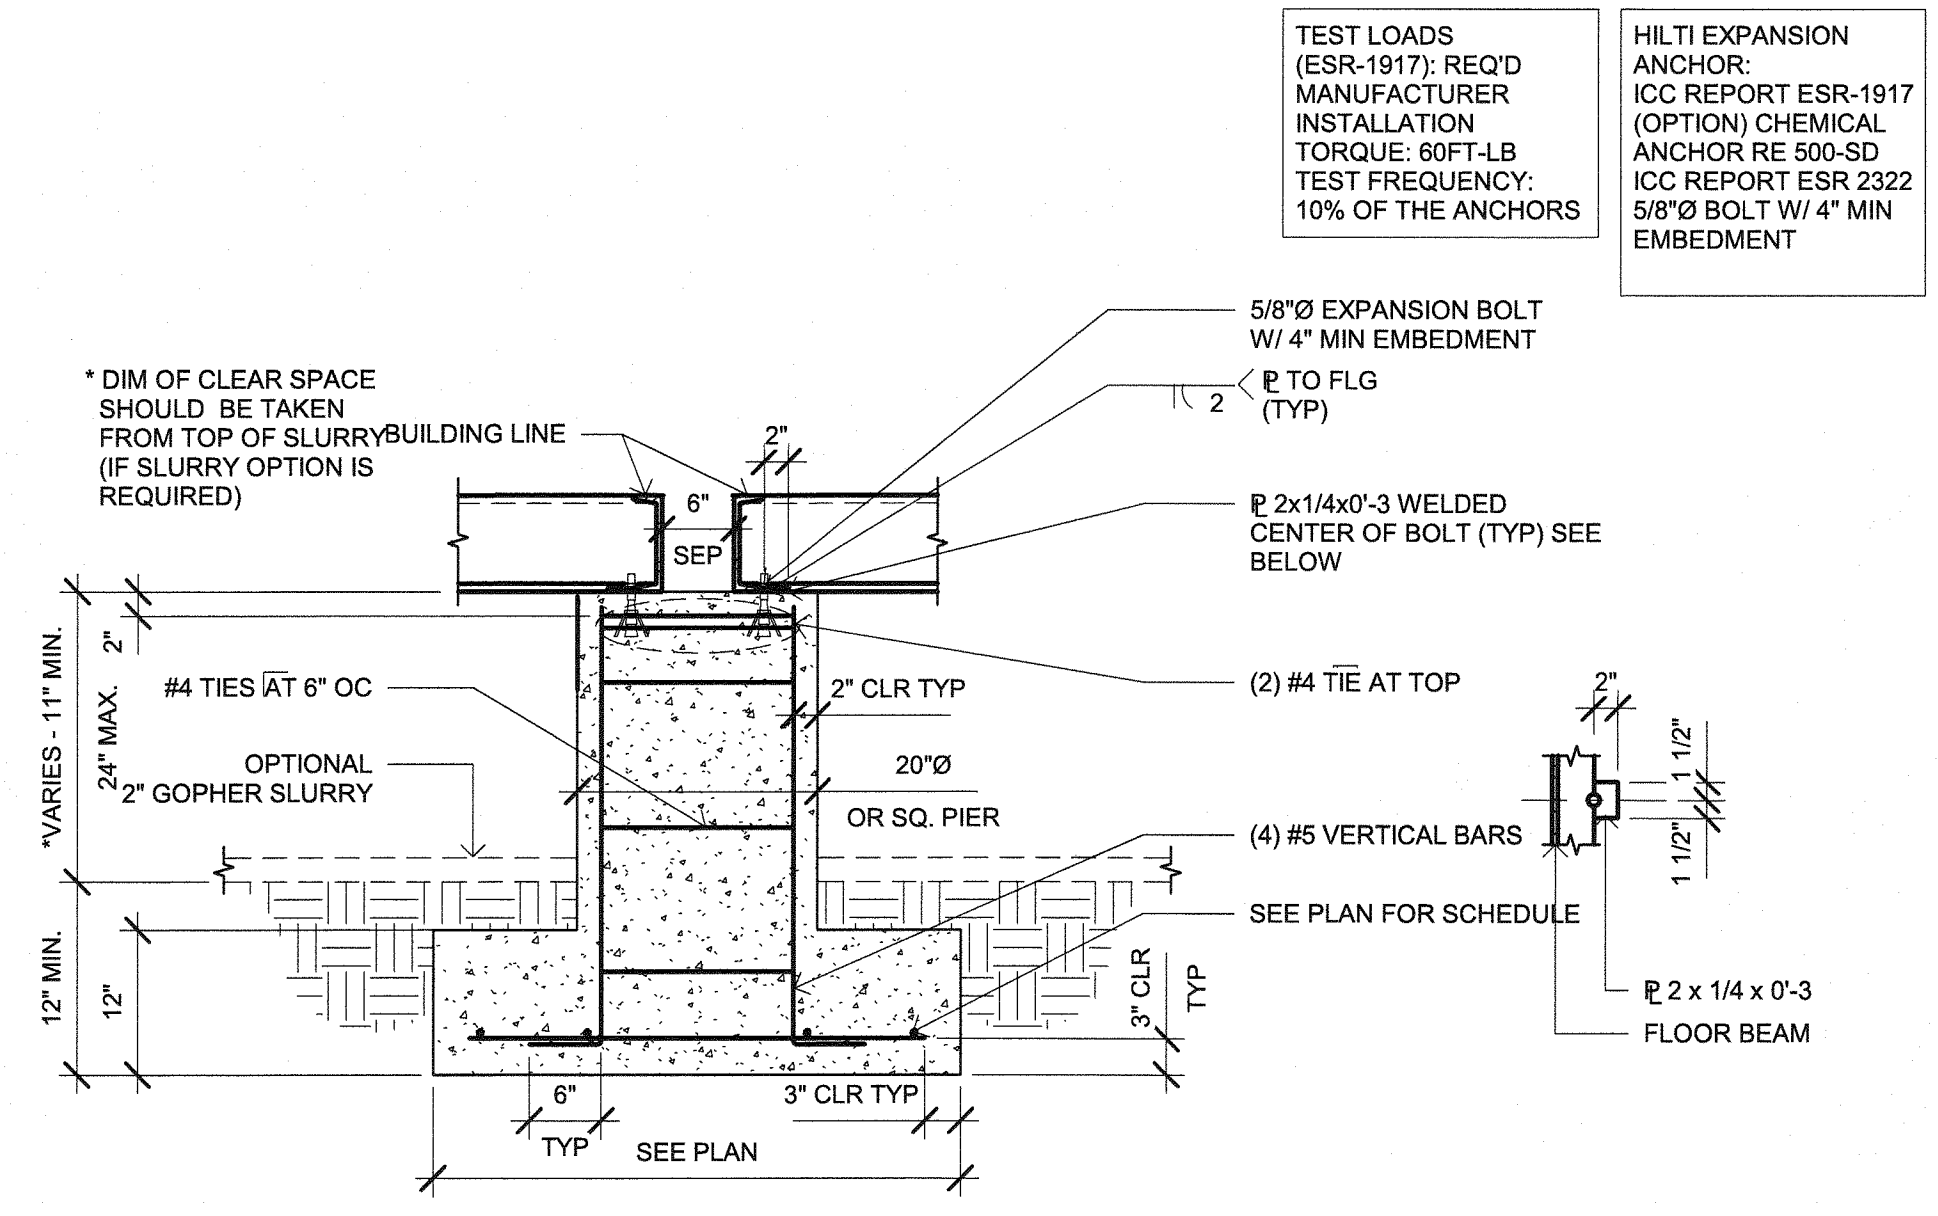 TEST LOADS
(ESR-1917): REQ'D
MANUFACTURER
INSTALLATION
TORQUE: 60FT-LB
TEST FREQUENCY:
10% OF THE ANCHORS
HILTI EXPANSION
ANCHOR:
ICC REPORT ESR-1917
(OPTION) CHEMICAL
ANCHOR RE 500-SD
ICC REPORT ESR 2322
5/8"Ø BOLT W/ 4" MIN
EMBEDMENT
5/8"Ø EXPANSION BOLT
W/ 4" MIN EMBEDMENT
2
℄ TO FLG
(TYP)
* DIM OF CLEAR SPACE
SHOULD BE TAKEN
FROM TOP OF SLURRY
(IF SLURRY OPTION IS
REQUIRED)
BUILDING LINE
2"
6"
SEP
PL 2x1/4x0'-3 WELDED
CENTER OF BOLT (TYP) SEE
BELOW
*VARIES - 11" MIN.
24" MAX.
2"
#4 TIES AT 6" OC
2" CLR TYP
(2) #4 TIE AT TOP
OPTIONAL
2" GOPHER SLURRY
20"Ø
OR SQ. PIER
(4) #5 VERTICAL BARS
SEE PLAN FOR SCHEDULE
12" MIN.
12"
3" CLR
TYP
6"
TYP
3" CLR TYP
SEE PLAN
2"
1 1/2"
1 1/2"
PL 2 x 1/4 x 0'-3
FLOOR BEAM